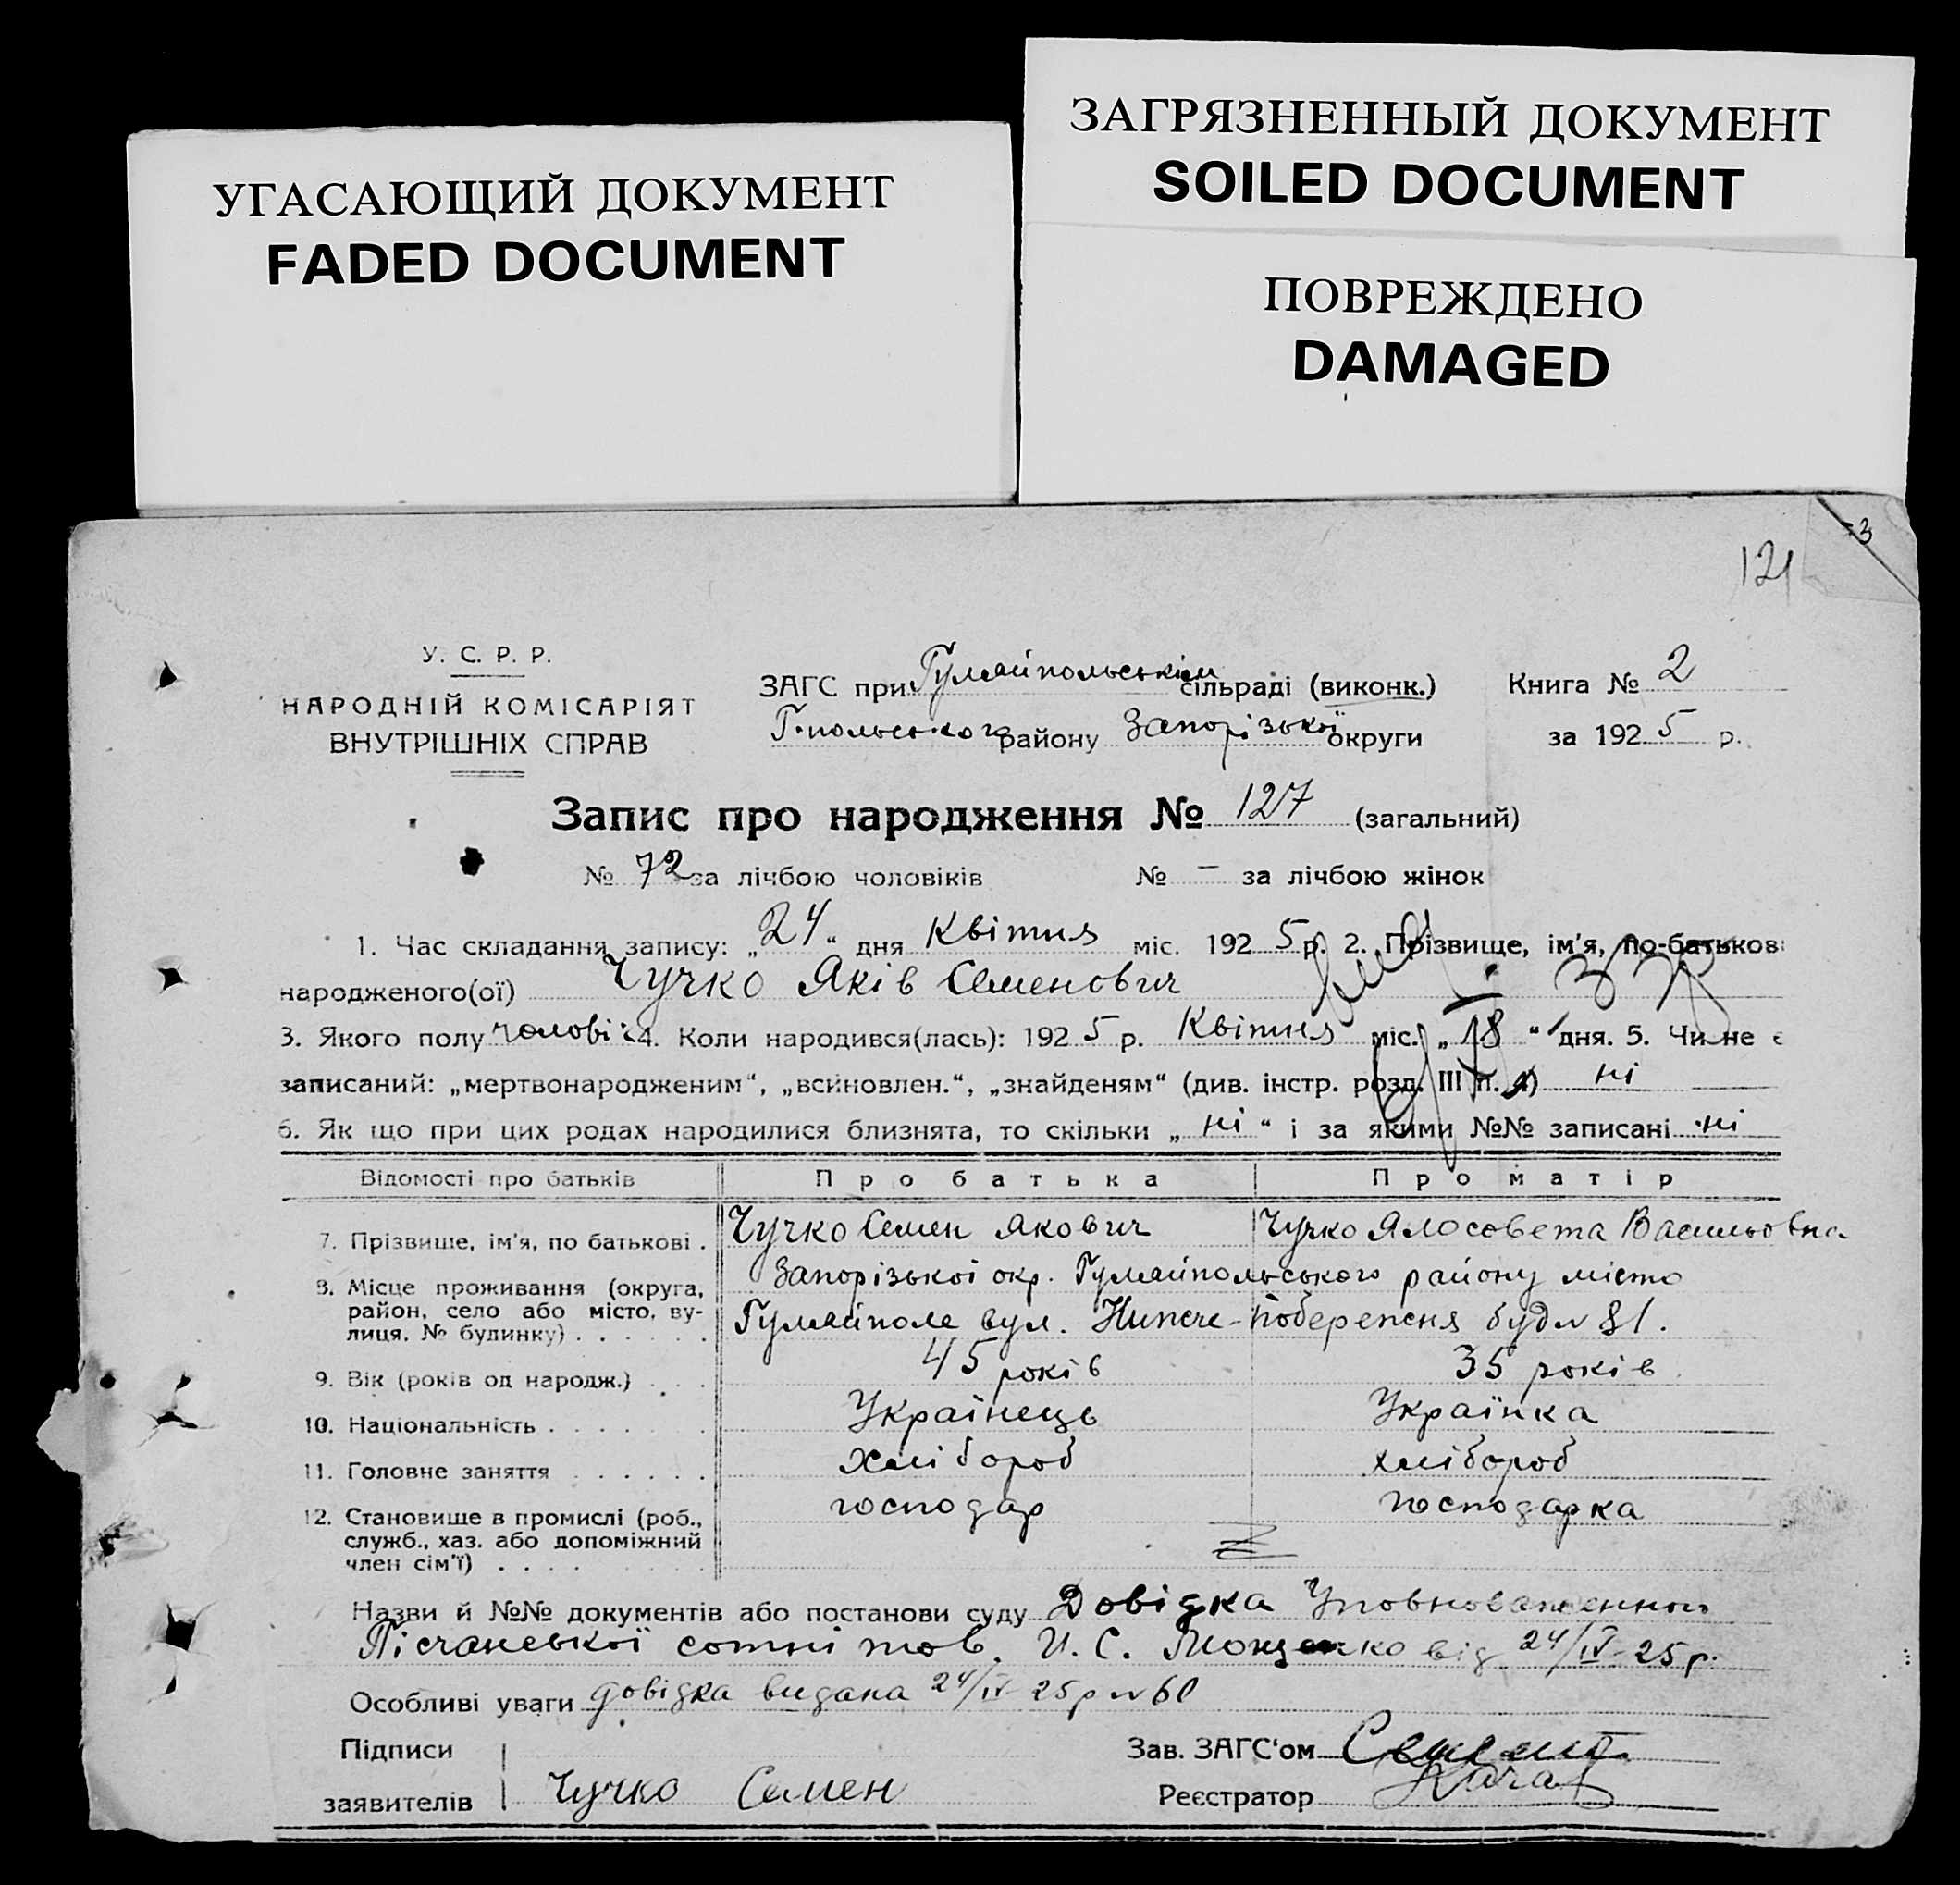 ЗАГРЯЗНЕННЫЙ ДОКУМЕНТ
SOILED DOCUMENT
УГАСАЮЩИЙ ДОКУМЕНТ
FADED DOCUMENT
ПОВРЕЖДЕНО
DAMAGED
73
121
У. С. Р. Р.
НАРОДНІЙ КОМІСАРІЯТ
ВНУТРІШНІХ СПРАВ
ЗАГС при Гуляйпольським сільраді (виконк.) Книга № 2
Г-польського району Запорізької округи за 1925 р.
Запис про народження № 127 (загальний)
№ 72 за лічбою чоловіків № — за лічбою жінок
1. Час складання запису: „24“ дня Квітня міс. 1925 р. 2. Прізвище, ім’я, по-батькові
народженого(ої) Чучко Яків Семенович
3. Якого полу чоловіч 4. Коли народився(лась): 1925 р. Квітня міс. „18“ дня. 5. Чи не є
записаний: „мертвонародженим“, „всиновлен.“, „знайденям“ (див. інстр. розд. III п. 4) ні
6. Як що при цих родах народилися близнята, то скільки „ні“ і за якими №№ записані ні
Відомості про батьків Про батька Про матір
7. Прізвище, ім’я, по батькові . Чучко Семен Якович Чучко Ялосовета Васильовна
8. Місце проживання (округа, район, село або місто, вулиця, № будинку) . . . . . . Запорізької окр. Гуляйпольського району місто
Гуляйполе вул. Нижче-побережня буд № 81.
9. Вік (років од народж.) . . . 45 років 35 років
10. Національність . . . . . . . Українець Українка
11. Головне заняття . . . . . . хлібороб хлібороб
12. Становище в промислі (роб., служб., хаз. або допоміжний член сім’ї) . . . . господар господарка
Назви й №№ документів або постанови суду Довідка Уповноваженного
Пісчанської сотні тов. И. С. від 24/IV-25 р.
Особливі уваги довідка видана 24/IV-25 р № 60
Підписи
заявителів Чучко Семен
Зав. ЗАГС‘ом
Реєстратор